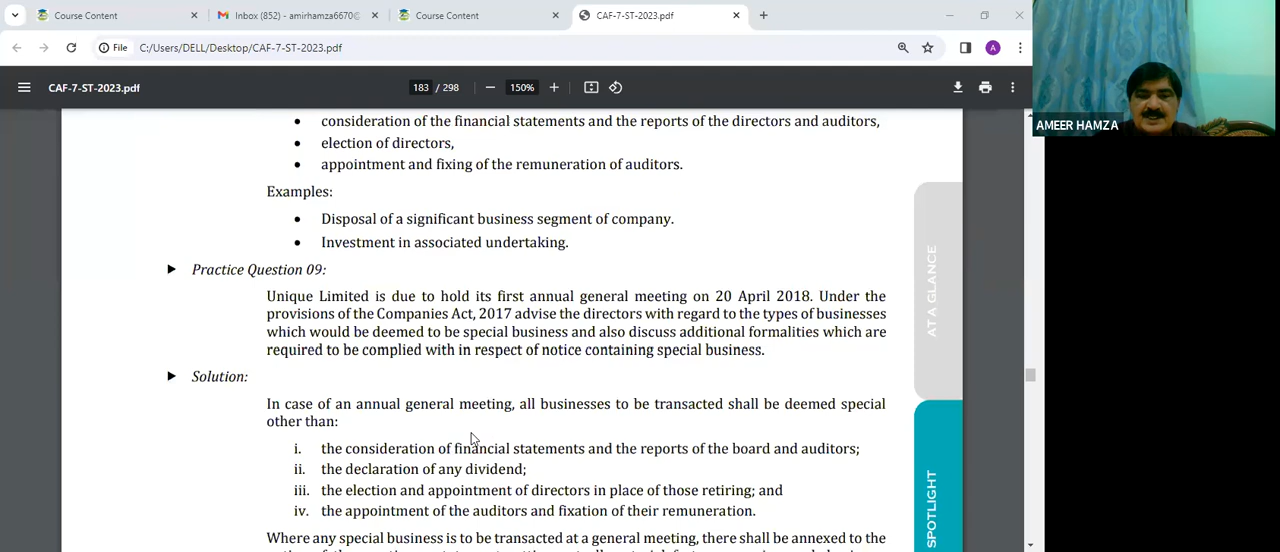 Course Content
Inbox (852) - amirhamza6670@
Course Content
CAF-7-ST-2023.pdf
File
C:/Users/DELL/Desktop/CAF-7-ST-2023.pdf
A
CAF-7-ST-2023.pdf
183 / 298
150%
AMEER HAMZA
• consideration of the financial statements and the reports of the directors and auditors,
• election of directors,
• appointment and fixing of the remuneration of auditors.
Examples:
• Disposal of a significant business segment of company.
• Investment in associated undertaking.
Practice Question 09:
Unique Limited is due to hold its first annual general meeting on 20 April 2018. Under the
provisions of the Companies Act, 2017 advise the directors with regard to the types of businesses
which would be deemed to be special business and also discuss additional formalities which are
required to be complied with in respect of notice containing special business.
Solution:
In case of an annual general meeting, all businesses to be transacted shall be deemed special
other than:
i. the consideration of financial statements and the reports of the board and auditors;
ii. the declaration of any dividend;
iii. the election and appointment of directors in place of those retiring; and
iv. the appointment of the auditors and fixation of their remuneration.
Where any special business is to be transacted at a general meeting, there shall be annexed to the
AT A GLANCE
SPOTLIGHT